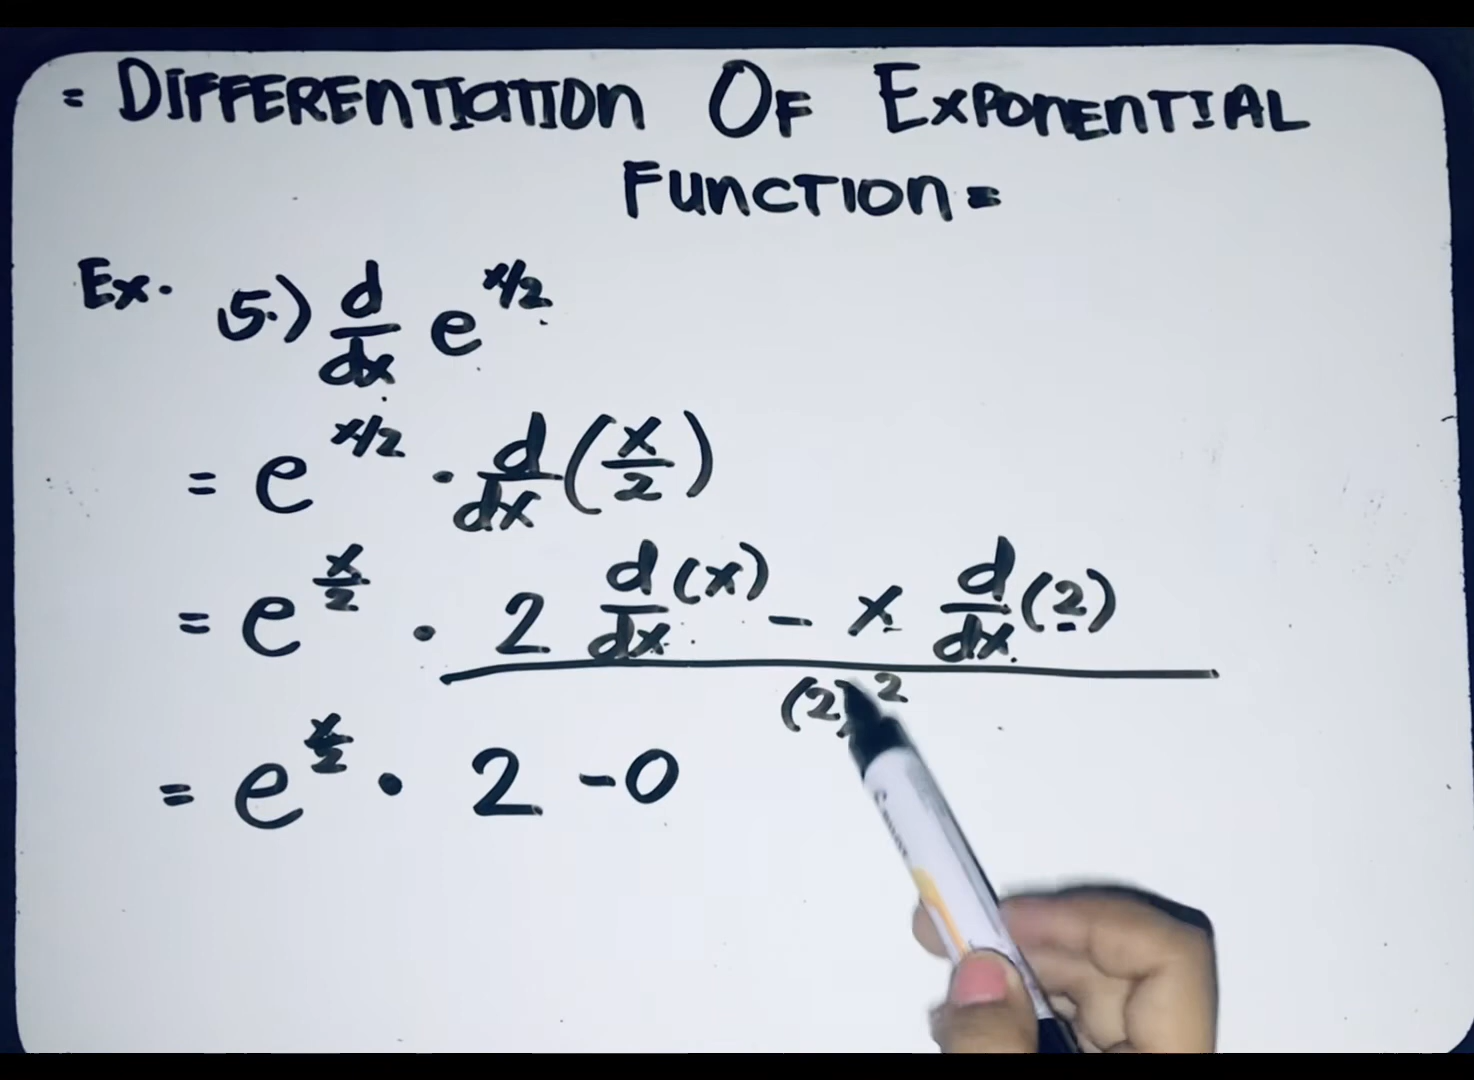 = DIFFERENTIATION OF EXPONENTIAL
FUNCTION =
Ex. 5.) d/dx e^x/2
= e^x/2 · d/dx (x/2)
= e^x/2 · 2 d/dx (x) - x d/dx (2)
(2)^2
= e^x/2 · 2 - 0